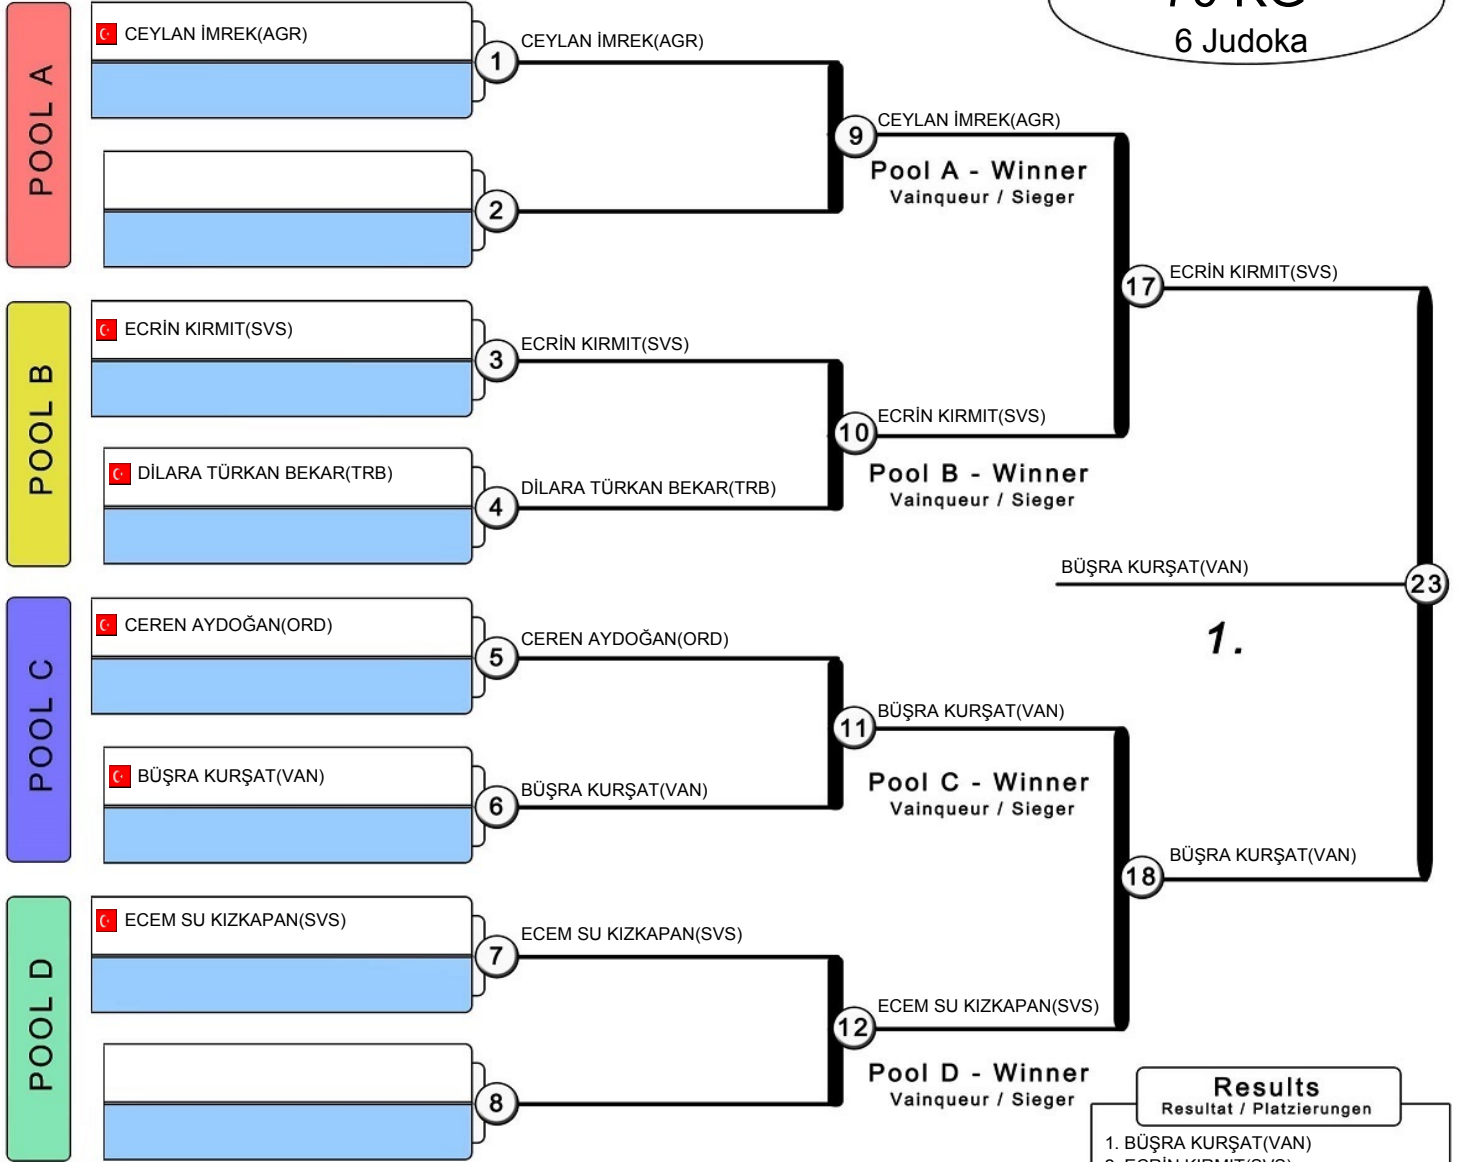 6 Judoka
POOL A
CEYLAN İMREK(AGR)
1
CEYLAN İMREK(AGR)
2
9
CEYLAN İMREK(AGR)
Pool A - Winner
Vainqueur / Sieger
POOL B
ECRİN KIRMIT(SVS)
3
ECRİN KIRMIT(SVS)
DİLARA TÜRKAN BEKAR(TRB)
4
DİLARA TÜRKAN BEKAR(TRB)
10
ECRİN KIRMIT(SVS)
Pool B - Winner
Vainqueur / Sieger
17
ECRİN KIRMIT(SVS)
BÜŞRA KURŞAT(VAN)
23
1.
POOL C
CEREN AYDOĞAN(ORD)
5
CEREN AYDOĞAN(ORD)
BÜŞRA KURŞAT(VAN)
6
BÜŞRA KURŞAT(VAN)
11
BÜŞRA KURŞAT(VAN)
Pool C - Winner
Vainqueur / Sieger
18
BÜŞRA KURŞAT(VAN)
POOL D
ECEM SU KIZKAPAN(SVS)
7
ECEM SU KIZKAPAN(SVS)
8
12
ECEM SU KIZKAPAN(SVS)
Pool D - Winner
Vainqueur / Sieger
Results
Resultat / Platzierungen
1. BÜŞRA KURŞAT(VAN)